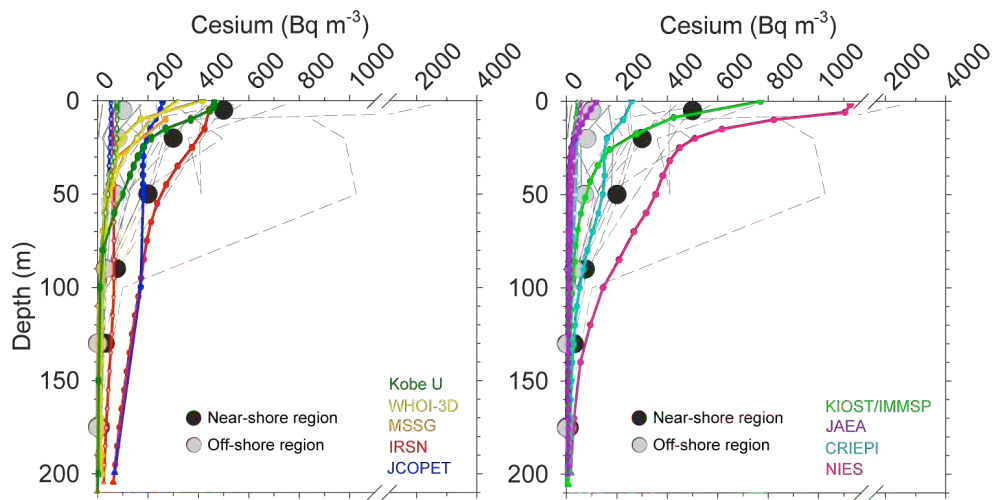 Cesium (Bq m-3)
Cesium (Bq m-3)
0 200 400 600 800 1000 2000 4000
0 200 400 600 800 1000 2000 4000
0
50
100
150
200
Depth (m)
0
50
100
150
200
Kobe U
WHOI-3D
MSSG
IRSN
JCOPET
Near-shore region
Off-shore region
KIOST/IMMSP
JAEA
CRIEPI
NIES
Near-shore region
Off-shore region